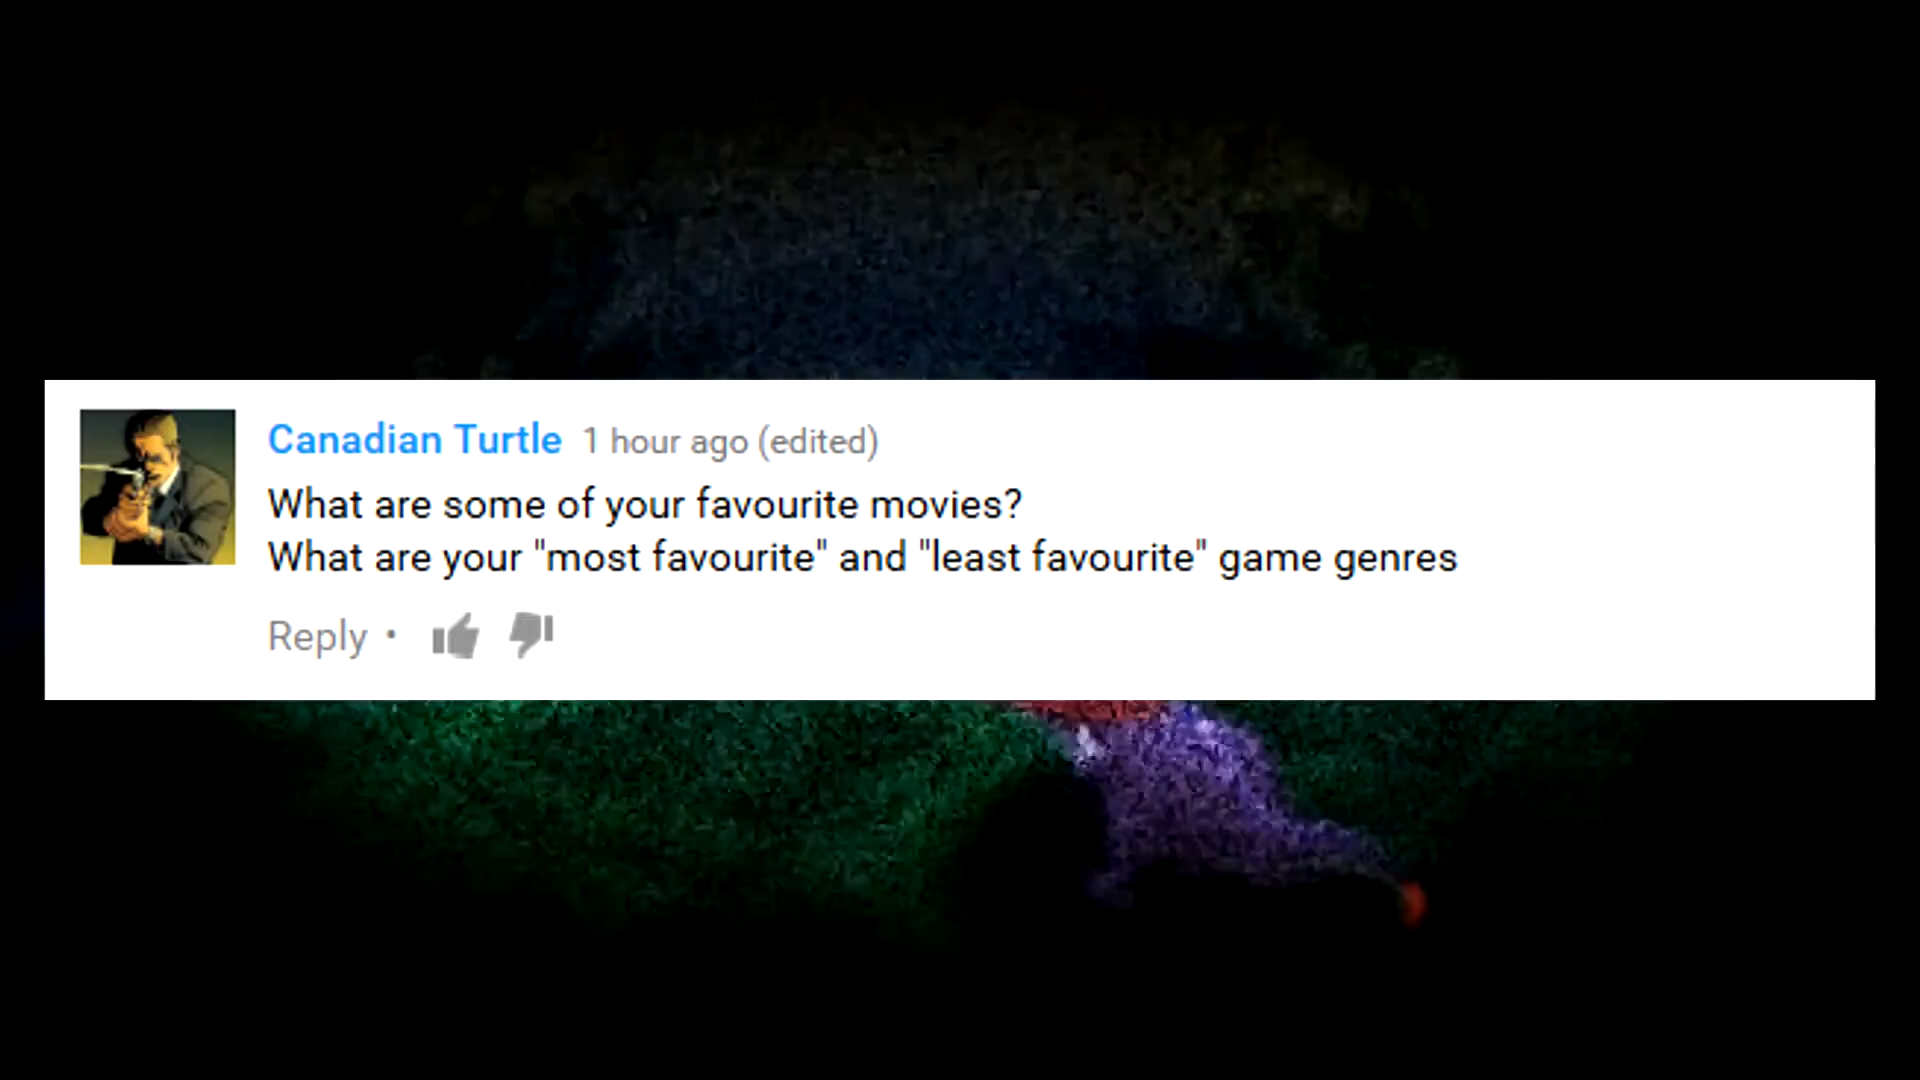 Canadian Turtle 1 hour ago (edited)
What are some of your favourite movies?
What are your "most favourite" and "least favourite" game genres
Reply •